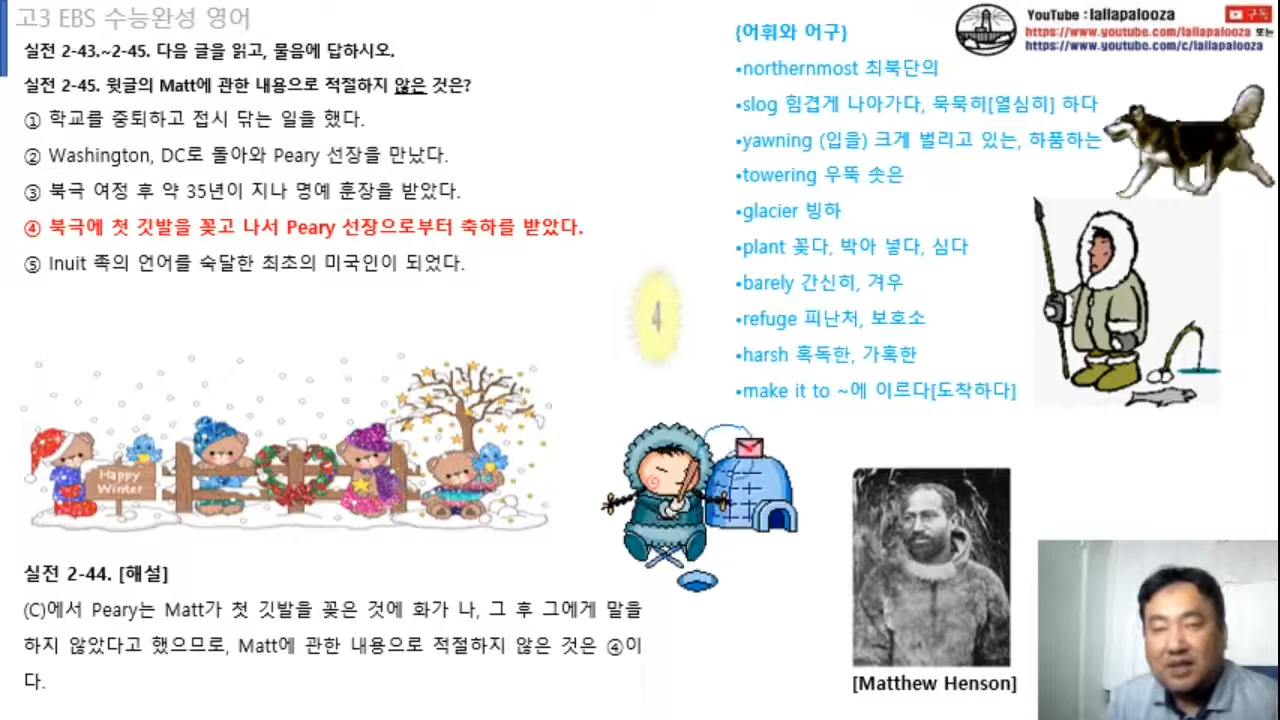 고3 EBS 수능완성 영어
실전 2-43.~2-45. 다음 글을 읽고, 물음에 답하시오.
실전 2-45. 윗글의 Matt에 관한 내용으로 적절하지 않은 것은?
① 학교를 중퇴하고 접시 닦는 일을 했다.
② Washington, DC로 돌아와 Peary 선장을 만났다.
③ 북극 여정 후 약 35년이 지나 명예 훈장을 받았다.
④ 북극에 첫 깃발을 꽂고 나서 Peary 선장으로부터 축하를 받았다.
⑤ Inuit 족의 언어를 숙달한 최초의 미국인이 되었다.
4
Happy
Winter
실전 2-44. [해설]
(C)에서 Peary는 Matt가 첫 깃발을 꽂은 것에 화가 나, 그 후 그에게 말을
하지 않았다고 했으므로, Matt에 관한 내용으로 적절하지 않은 것은 ④이
다.
{어휘와 어구}
•northernmost 최북단의
•slog 힘겹게 나아가다, 묵묵히[열심히] 하다
•yawning (입을) 크게 벌리고 있는, 하품하는
•towering 우뚝 솟은
•glacier 빙하
•plant 꽂다, 박아 넣다, 심다
•barely 간신히, 겨우
•refuge 피난처, 보호소
•harsh 혹독한, 가혹한
•make it to ~에 이르다[도착하다]
YouTube : lallapalooza
구독
https://www.youtube.com/lallapalooza 또는
https://www.youtube.com/c/lallapalooza
[Matthew Henson]